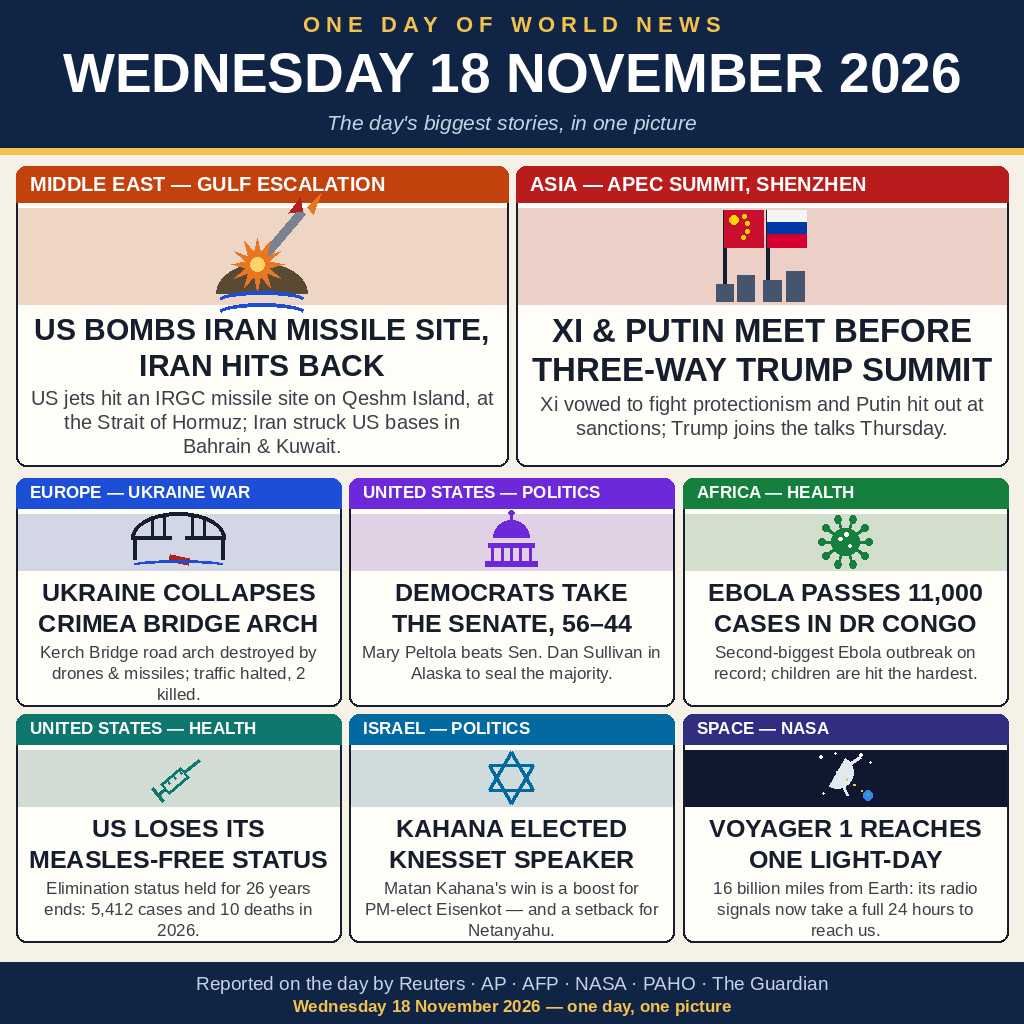 ONE DAY OF WORLD NEWS
WEDNESDAY 18 NOVEMBER 2026
The day's biggest stories, in one picture
MIDDLE EAST — GULF ESCALATION
US BOMBS IRAN MISSILE SITE,
IRAN HITS BACK
US jets hit an IRGC missile site on Qeshm Island, at
the Strait of Hormuz; Iran struck US bases in
Bahrain & Kuwait.
ASIA — APEC SUMMIT, SHENZHEN
XI & PUTIN MEET BEFORE
THREE-WAY TRUMP SUMMIT
Xi vowed to fight protectionism and Putin hit out at
sanctions; Trump joins the talks Thursday.
EUROPE — UKRAINE WAR
UKRAINE COLLAPSES
CRIMEA BRIDGE ARCH
Kerch Bridge road arch destroyed by
drones & missiles; traffic halted, 2
killed.
UNITED STATES — POLITICS
DEMOCRATS TAKE
THE SENATE, 56–44
Mary Peltola beats Sen. Dan Sullivan in
Alaska to seal the majority.
AFRICA — HEALTH
EBOLA PASSES 11,000
CASES IN DR CONGO
Second-biggest Ebola outbreak on
record; children are hit the hardest.
UNITED STATES — HEALTH
US LOSES ITS
MEASLES-FREE STATUS
Elimination status held for 26 years
ends: 5,412 cases and 10 deaths in
2026.
ISRAEL — POLITICS
KAHANA ELECTED
KNESSET SPEAKER
Matan Kahana's win is a boost for
PM-elect Eisenkot — and a setback for
Netanyahu.
SPACE — NASA
VOYAGER 1 REACHES
ONE LIGHT-DAY
16 billion miles from Earth: its radio
signals now take a full 24 hours to
reach us.
Reported on the day by Reuters · AP · AFP · NASA · PAHO · The Guardian
Wednesday 18 November 2026 — one day, one picture